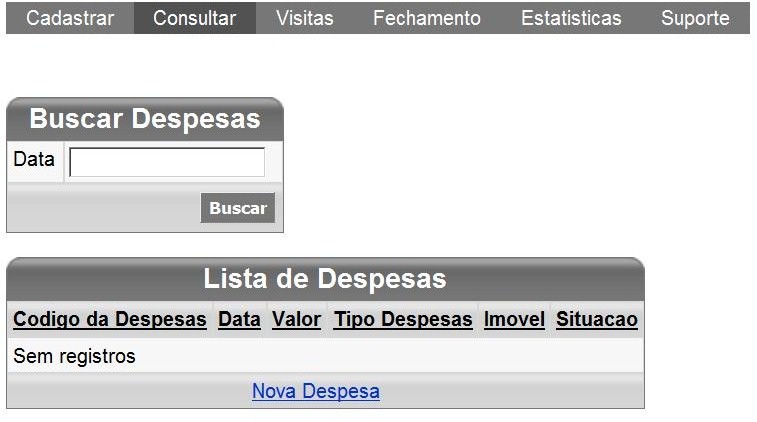 Cadastrar Consultar Visitas Fechamento Estatisticas Suporte
Buscar Despesas
Data
Buscar
Lista de Despesas
Codigo da Despesas Data Valor Tipo Despesas Imovel Situacao
Sem registros
Nova Despesa